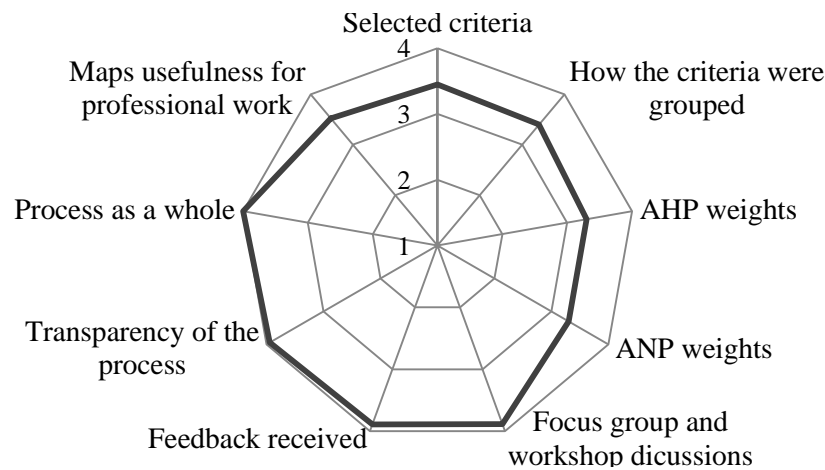 Selected criteria
How the criteria were
grouped
AHP weights
ANP weights
Focus group and
workshop dicussions
Feedback received
Transparency of the
process
Process as a whole
Maps usefulness for
professional work
4
3
2
1